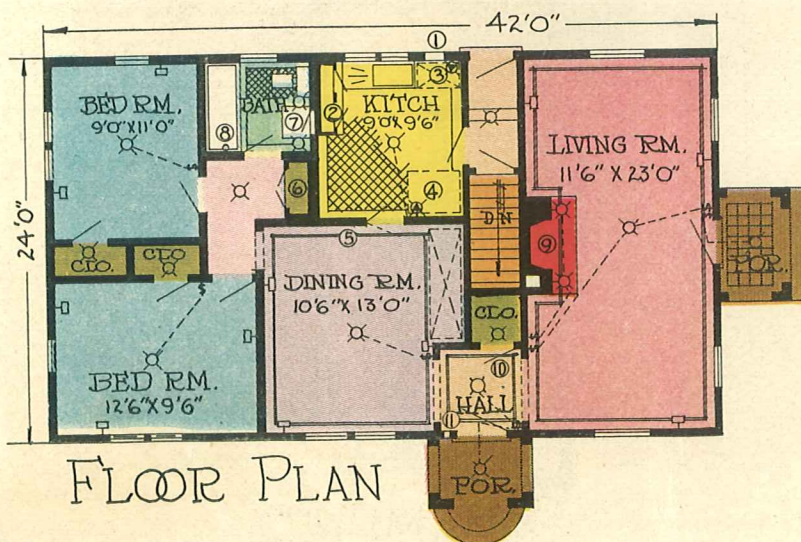 42'0"
①
BED RM.
9'0"X11'0"
BATH
⑦
⑧
KITCH
9'0"X9'6"
②
③
④
LIVING RM.
11'6" X 23'0"
24'0"
⑥
DN
⑤
⑨
CLO.
CLO
DINING RM.
10'6"X 13'0"
POR.
CLO.
BED RM.
12'6"X9'6"
⑩
HALL
⑪
POR.
FLOOR PLAN